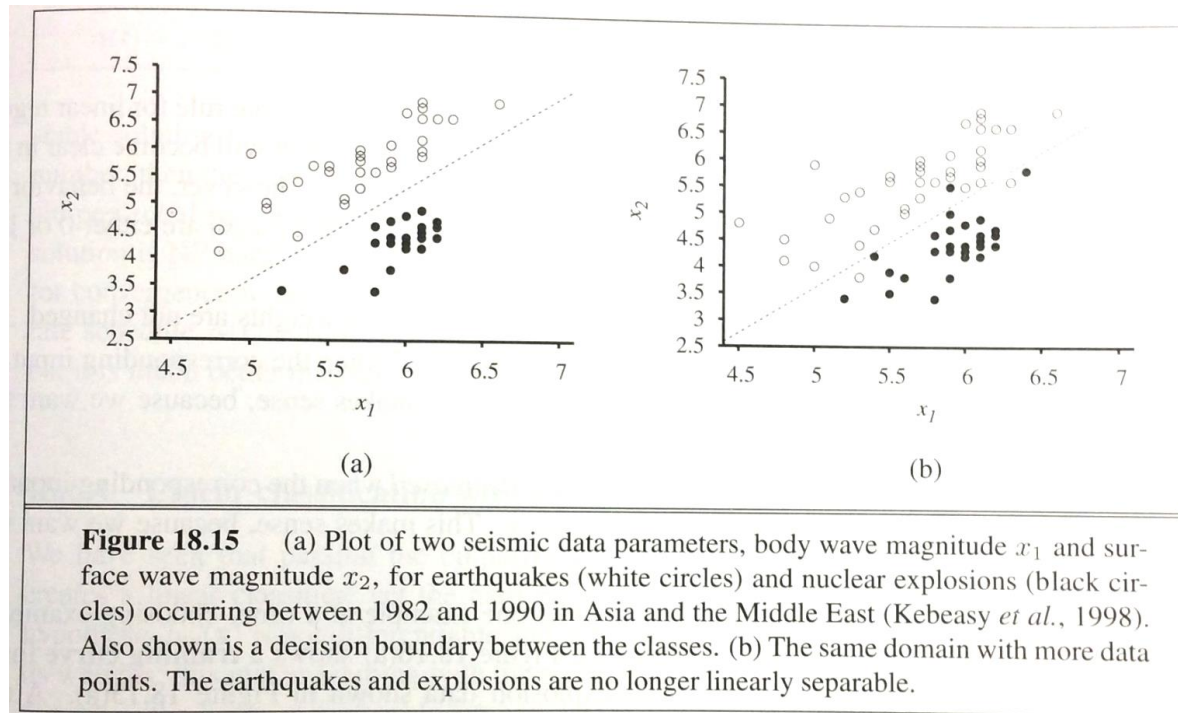 7.5
7
6.5
6
5.5
5
4.5
4
3.5
3
2.5
x2
4.5 5 5.5 6 6.5 7
x1
(a)
7.5
7
6.5
6
5.5
5
4.5
4
3.5
3
2.5
x2
4.5 5 5.5 6 6.5 7
x1
(b)
Figure 18.15 (a) Plot of two seismic data parameters, body wave magnitude x1 and sur-
face wave magnitude x2, for earthquakes (white circles) and nuclear explosions (black cir-
cles) occurring between 1982 and 1990 in Asia and the Middle East (Kebeasy et al., 1998).
Also shown is a decision boundary between the classes. (b) The same domain with more data
points. The earthquakes and explosions are no longer linearly separable.